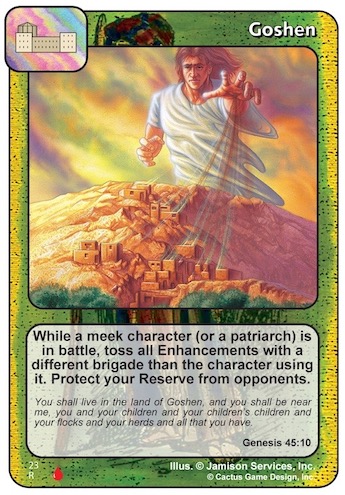 Goshen
While a meek character (or a patriarch) is
in battle, toss all Enhancements with a
different brigade than the character using
it. Protect your Reserve from opponents.
You shall live in the land of Goshen, and you shall be near
me, you and your children and your children's children and
your flocks and your herds and all that you have.
Genesis 45:10
23
R
Illus. © Jamison Services, Inc.
© Cactus Game Design, Inc.